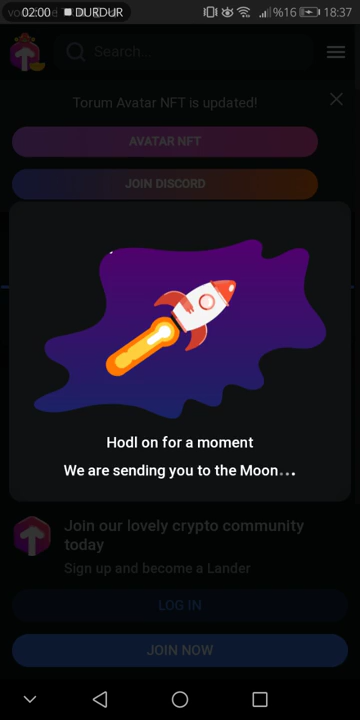 02:00 DURDUR %16 18:37
Search...
Torum Avatar NFT is updated!
AVATAR NFT
JOIN DISCORD
Hodl on for a moment
We are sending you to the Moon...
Join our lovely crypto community
today
Sign up and become a Lander
LOG IN
JOIN NOW